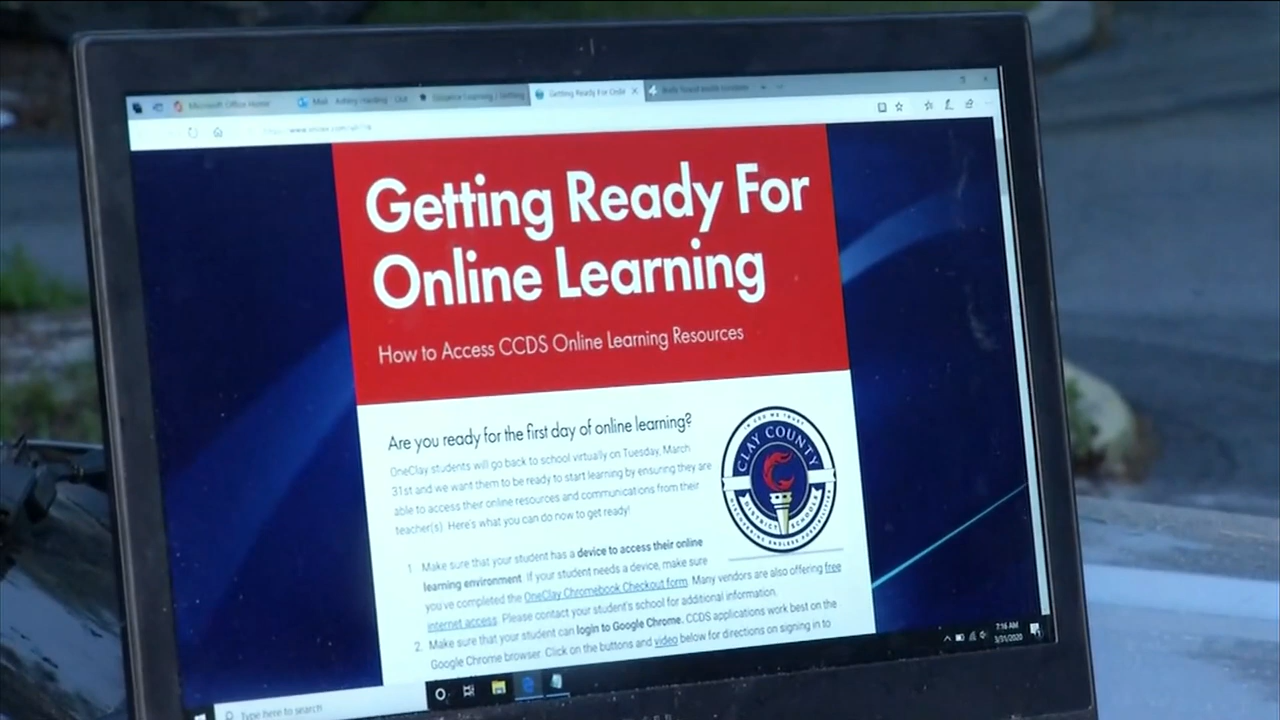 Microsoft Office Home
Mail
Getting Ready For Onli
Getting Ready For
Online Learning
How to Access CCDS Online Learning Resources
Are you ready for the first day of online learning?
OneClay students will go back to school virtually on Tuesday, March
31st and we want them to be ready to start learning by ensuring they are
able to access their online resources and communications from their
teacher(s). Here's what you can do now to get ready!
IN GOD WE TRUST
CLAY COUNTY
DISTRICT SCHOOLS
DISCOVERING ENDLESS POSSIBILITIES
1. Make sure that your student has a device to access their online
learning environment. If your student needs a device, make sure
you've completed the OneClay Chromebook Checkout form. Many vendors are also offering free
internet access. Please contact your student's school for additional information.
2. Make sure that your student can login to Google Chrome. CCDS applications work best on the
Google Chrome browser. Click on the buttons and video below for directions on signing in to
7:16 AM
3/31/2020
Type here to search